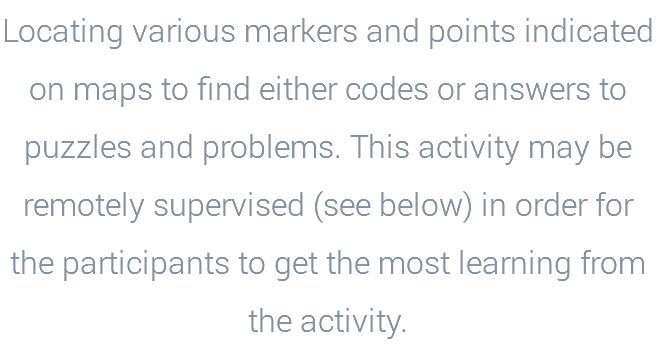 Locating various markers and points indicated
on maps to find either codes or answers to
puzzles and problems. This activity may be
remotely supervised (see below) in order for
the participants to get the most learning from
the activity.